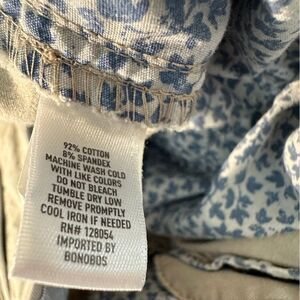 92% COTTON
8% SPANDEX
MACHINE WASH COLD
WITH LIKE COLORS
DO NOT BLEACH
TUMBLE DRY LOW
REMOVE PROMPTLY
COOL IRON IF NEEDED
RN# 128054
IMPORTED BY
BONOBOS